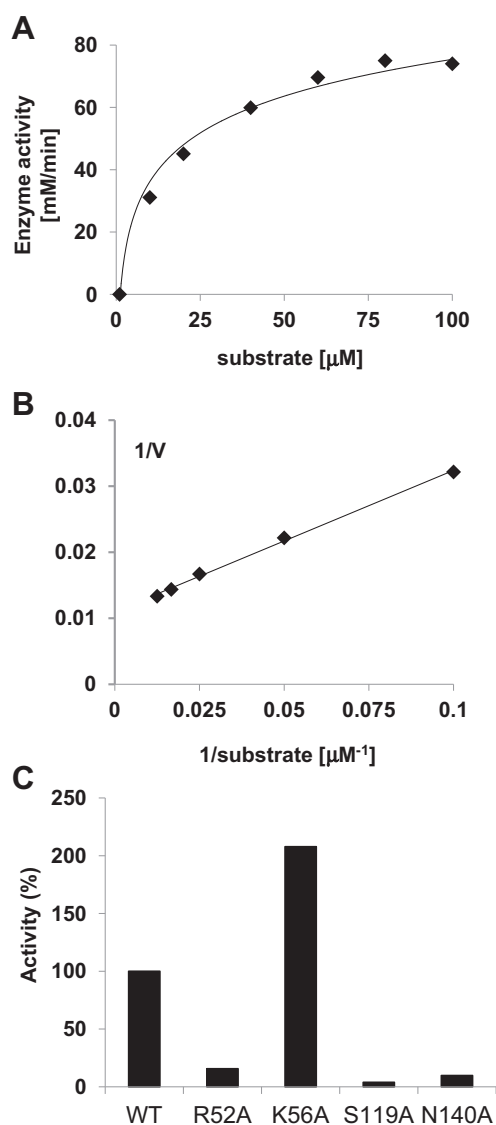 A
80
60
40
20
0
Enzyme activity
[mM/min]
0 25 50 75 100
substrate [μM]
B
1/V
0.04
0.03
0.02
0.01
0
0 0.025 0.05 0.075 0.1
1/substrate [μM⁻¹]
C
250
200
150
100
50
0
Activity (%)
WT R52A K56A S119A N140A